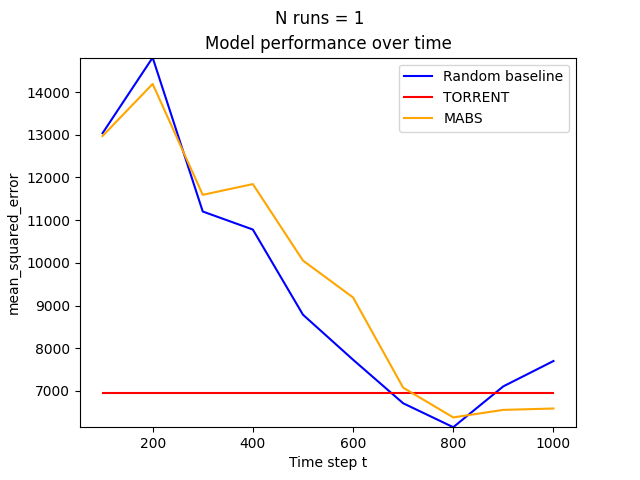 N runs = 1
Model performance over time
Random baseline
TORRENT
MABS
14000
13000
12000
11000
10000
9000
8000
7000
mean_squared_error
200
400
600
800
1000
Time step t